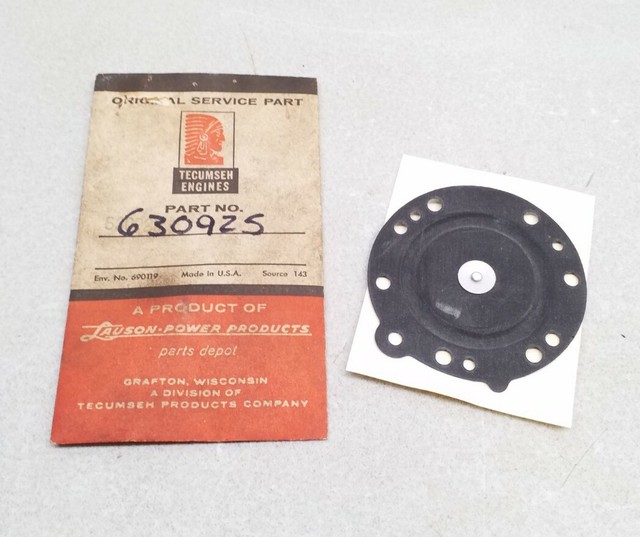 ORIGINAL SERVICE PART
TECUMSEH
ENGINES
PART NO.
630925
Env. No. 690119 Made in U.S.A. Source 143
A PRODUCT OF
LAUSON-POWER PRODUCTS
parts depot
GRAFTON, WISCONSIN
A DIVISION OF
TECUMSEH PRODUCTS COMPANY